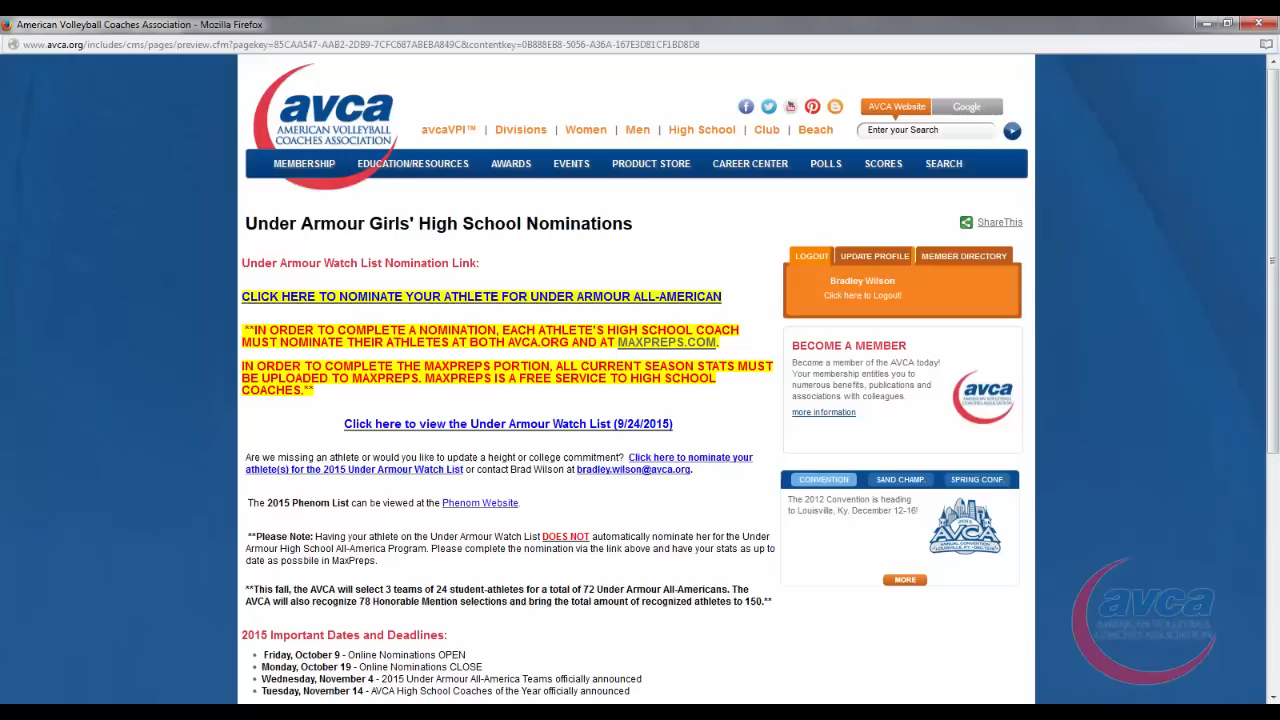 American Volleyball Coaches Association - Mozilla Firefox
www.avca.org/includes/cms/pages/preview.cfm?pagekey=85CAA547-AAB2-2DB9-7CFC687ABEBA849C&contentkey=0B888EB8-5056-A36A-167E3D81CF1BD8D8
avca
AMERICAN VOLLEYBALL
COACHES ASSOCIATION
AVCA Website Google
avcaVPI™ | Divisions | Women | Men | High School | Club | Beach
Enter your Search
MEMBERSHIP EDUCATION/RESOURCES AWARDS EVENTS PRODUCT STORE CAREER CENTER POLLS SCORES SEARCH
Under Armour Girls' High School Nominations
ShareThis
Under Armour Watch List Nomination Link:
CLICK HERE TO NOMINATE YOUR ATHLETE FOR UNDER ARMOUR ALL-AMERICAN
**IN ORDER TO COMPLETE A NOMINATION, EACH ATHLETE'S HIGH SCHOOL COACH
MUST NOMINATE THEIR ATHLETES AT BOTH AVCA.ORG AND AT MAXPREPS.COM.
IN ORDER TO COMPLETE THE MAXPREPS PORTION, ALL CURRENT SEASON STATS MUST
BE UPLOADED TO MAXPREPS. MAXPREPS IS A FREE SERVICE TO HIGH SCHOOL
COACHES.**
Click here to view the Under Armour Watch List (9/24/2015)
Are we missing an athlete or would you like to update a height or college commitment? Click here to nominate your
athlete(s) for the 2015 Under Armour Watch List or contact Brad Wilson at bradley.wilson@avca.org.
The 2015 Phenom List can be viewed at the Phenom Website.
**Please Note: Having your athlete on the Under Armour Watch List DOES NOT automatically nominate her for the Under
Armour High School All-America Program. Please complete the nomination via the link above and have your stats as up to
date as possbile in MaxPreps.
**This fall, the AVCA will select 3 teams of 24 student-athletes for a total of 72 Under Armour All-Americans. The
AVCA will also recognize 78 Honorable Mention selections and bring the total amount of recognized athletes to 150.**
2015 Important Dates and Deadlines:
Friday, October 9 - Online Nominations OPEN
Monday, October 19 - Online Nominations CLOSE
Wednesday, November 4 - 2015 Under Armour All-America Teams officially announced
Tuesday, November 14 - AVCA High School Coaches of the Year officially announced
LOGOUT UPDATE PROFILE MEMBER DIRECTORY
Bradley Wilson
Click here to Logout!
BECOME A MEMBER
Become a member of the AVCA today!
Your membership entitles you to
numerous benefits, publications and
associations with colleagues.
more information
avca
CONVENTION SAND CHAMP. SPRING CONF.
The 2012 Convention is heading
to Louisville, Ky. December 12-16!
AVCA
MORE
avca
AMERICAN VOLLEYBALL
COACHES ASSOCIATION